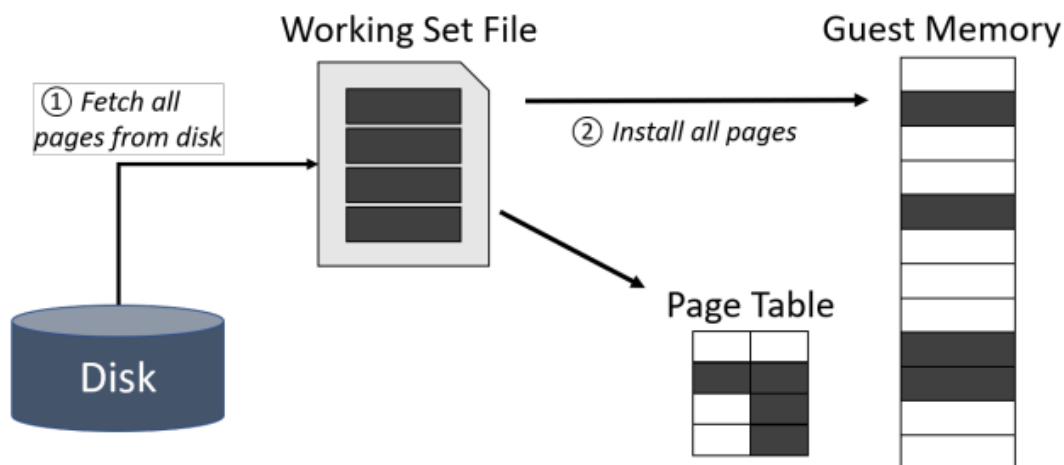 Working Set File
Guest Memory
① Fetch all
pages from disk
② Install all pages
Page Table
Disk